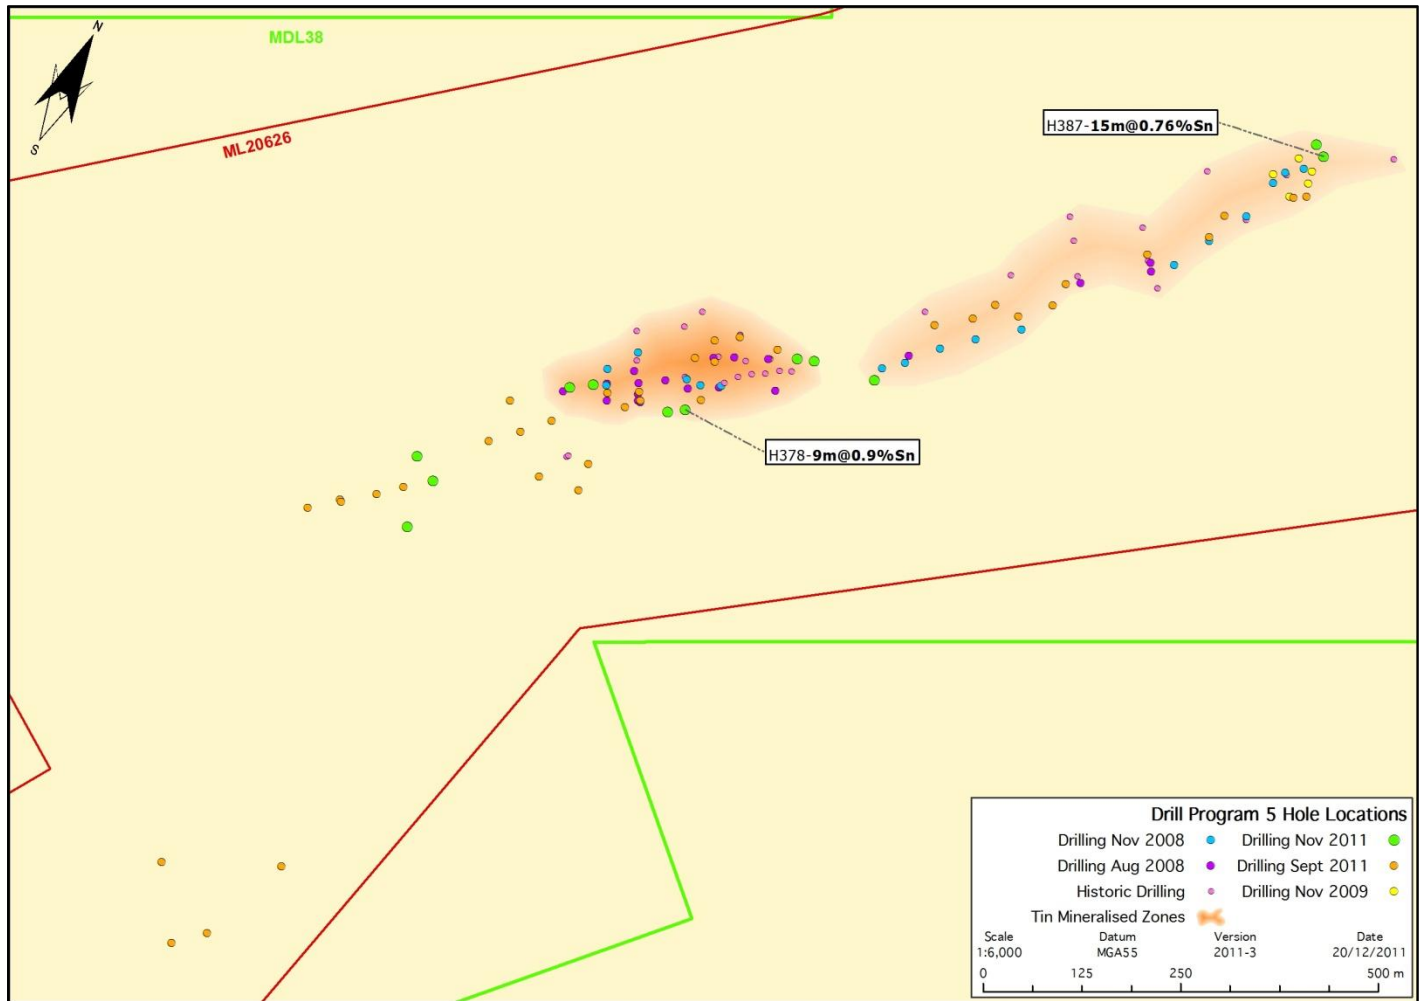 MDL38
N
S
ML20626
H387-15m@0.76%Sn
H378-9m@0.9%Sn
Drill Program 5 Hole Locations
Drilling Nov 2008 Drilling Nov 2011
Drilling Aug 2008 Drilling Sept 2011
Historic Drilling Drilling Nov 2009
Tin Mineralised Zones
Scale Datum Version Date
1:6,000 MGA55 2011-3 20/12/2011
0 125 250 500 m